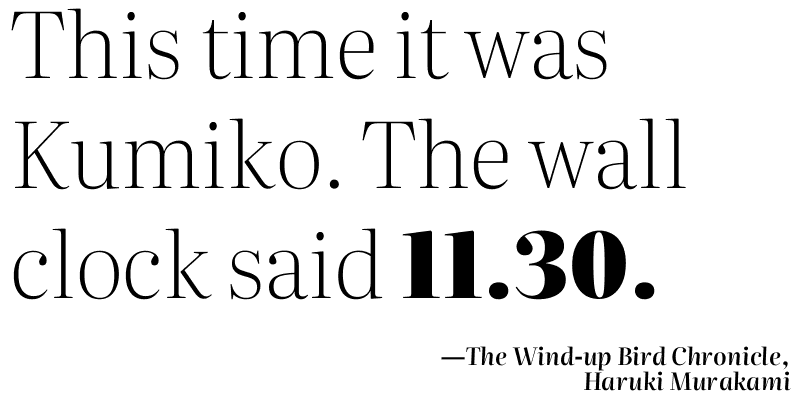 This time it was
Kumiko. The wall
clock said 11.30.
—The Wind-up Bird Chronicle,
Haruki Murakami